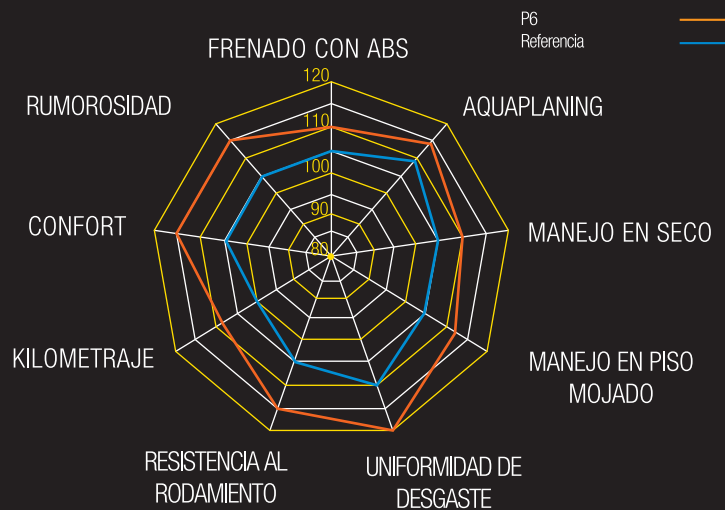 P6
Referencia
FRENADO CON ABS
120
RUMOROSIDAD
AQUAPLANING
110
100
CONFORT
MANEJO EN SECO
90
80
KILOMETRAJE
MANEJO EN PISO
MOJADO
RESISTENCIA AL
RODAMIENTO
UNIFORMIDAD DE
DESGASTE